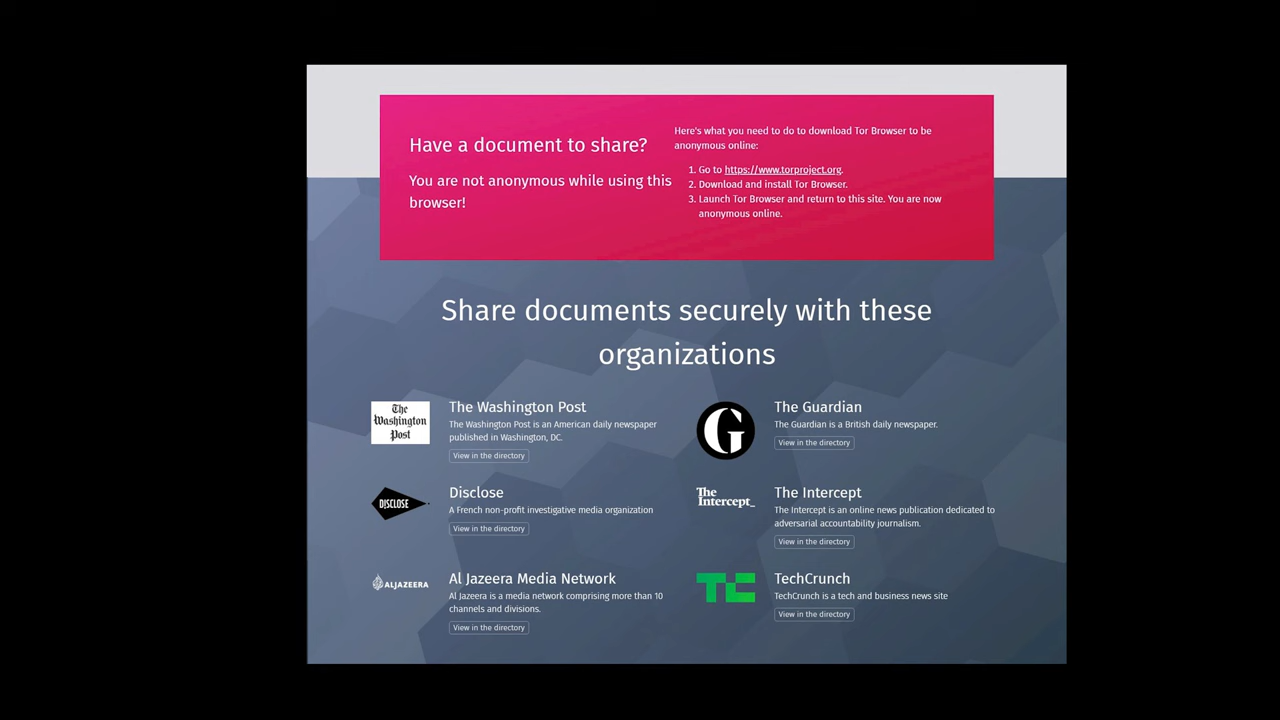 Have a document to share?
You are not anonymous while using this
browser!
Here's what you need to do to download Tor Browser to be
anonymous online:
1. Go to https://www.torproject.org.
2. Download and install Tor Browser.
3. Launch Tor Browser and return to this site. You are now
anonymous online.
Share documents securely with these
organizations
The
Washington
Post
The Washington Post
The Washington Post is an American daily newspaper
published in Washington, DC.
View in the directory
G
The Guardian
The Guardian is a British daily newspaper.
View in the directory
DISCLOSE
Disclose
A French non-profit investigative media organization
View in the directory
The
Intercept_
The Intercept
The Intercept is an online news publication dedicated to
adversarial accountability journalism.
View in the directory
ALJAZEERA
Al Jazeera Media Network
Al Jazeera is a media network comprising more than 10
channels and divisions.
View in the directory
TC
TechCrunch
TechCrunch is a tech and business news site
View in the directory